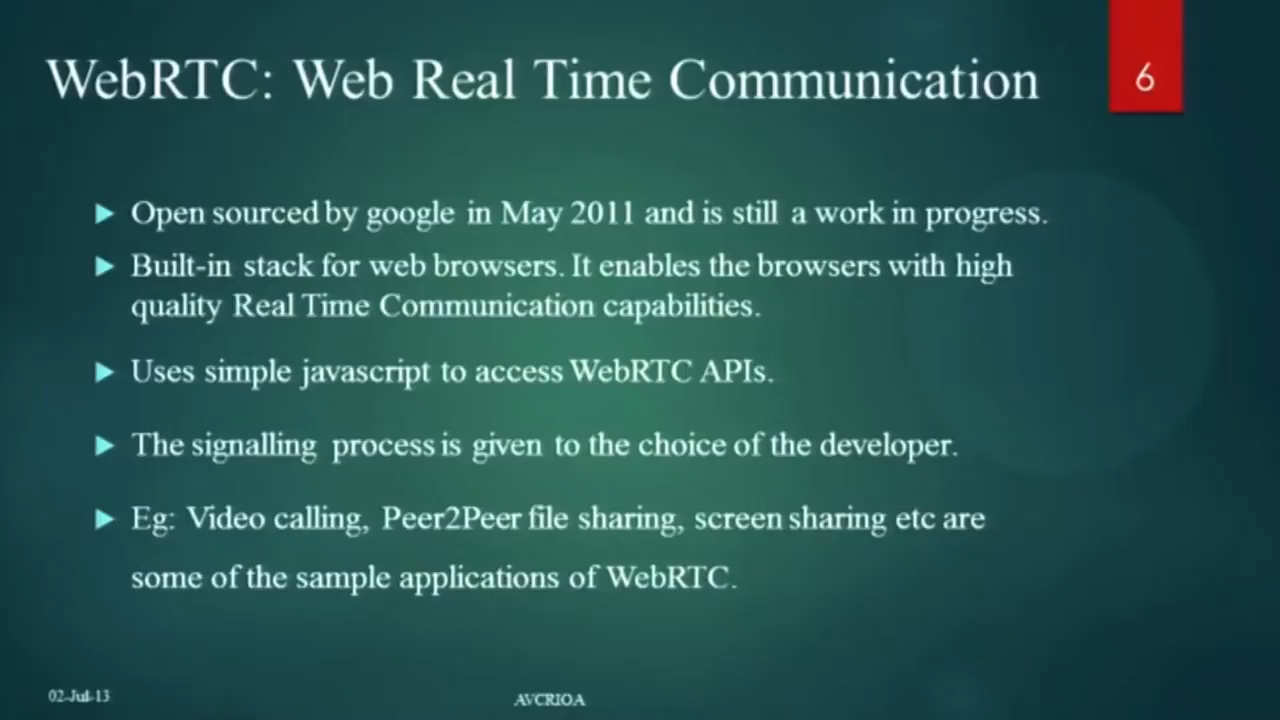 WebRTC: Web Real Time Communication
6
Open sourced by google in May 2011 and is still a work in progress.
Built-in stack for web browsers. It enables the browsers with high
quality Real Time Communication capabilities.
Uses simple javascript to access WebRTC APIs.
The signalling process is given to the choice of the developer.
Eg: Video calling, Peer2Peer file sharing, screen sharing etc are
some of the sample applications of WebRTC.
02-Jul-13
AVCRIOA